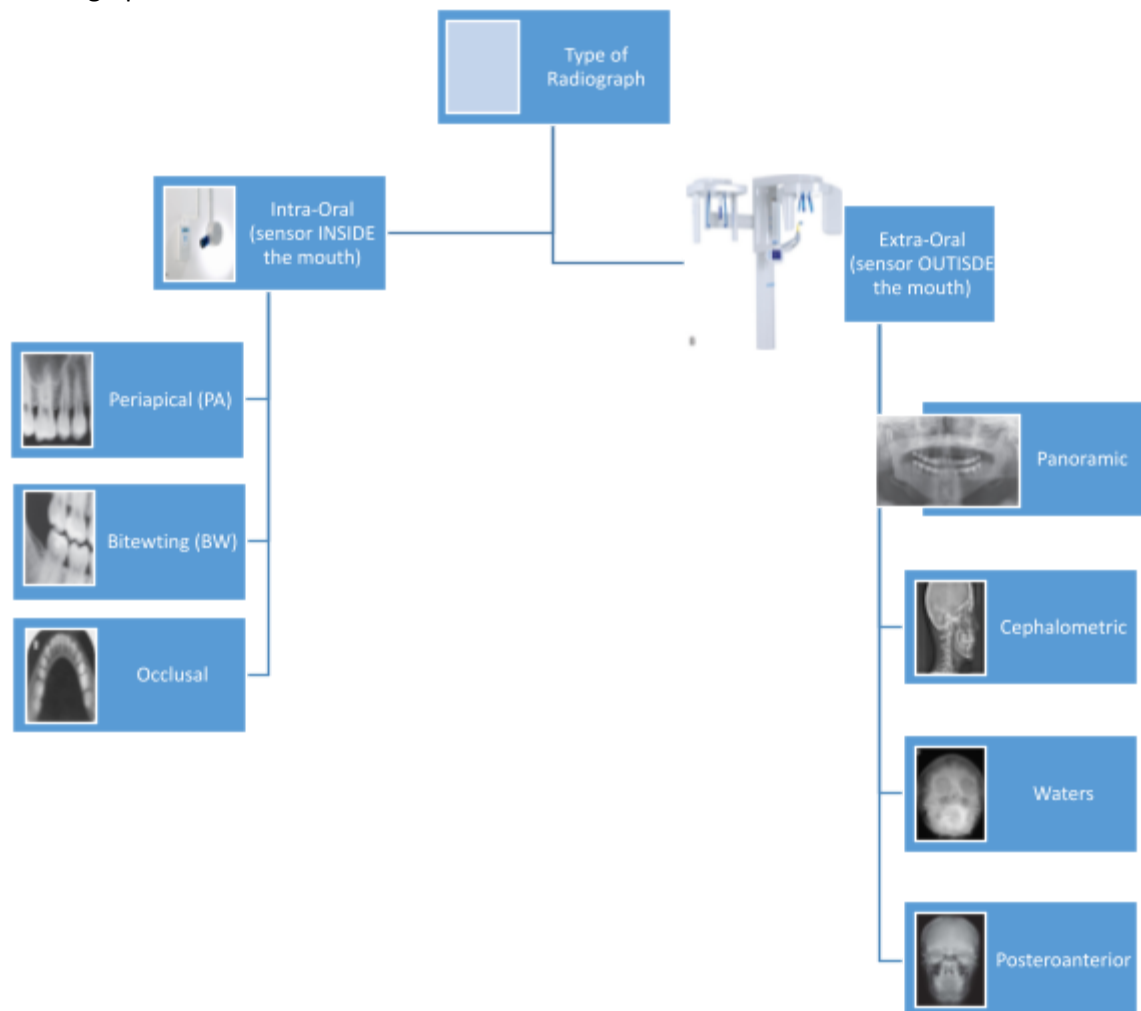 Type of
Radiograph
Intra-Oral
(sensor INSIDE
the mouth)
Extra-Oral
(sensor OUTISDE
the mouth)
Periapical (PA)
Bitewting (BW)
Occlusal
Panoramic
Cephalometric
Waters
Posteroanterior